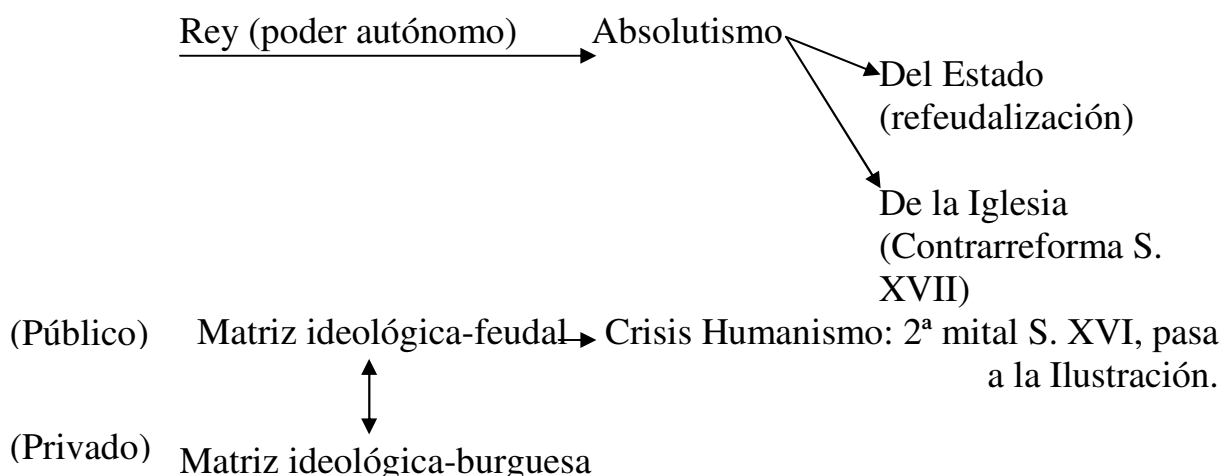 Rey (poder autónomo) Absolutismo
Del Estado
(refeudalización)
De la Iglesia
(Contrarreforma S.
XVII)
(Público) Matriz ideológica-feudal Crisis Humanismo: 2ª mital S. XVI, pasa
a la Ilustración.
(Privado) Matriz ideológica-burguesa